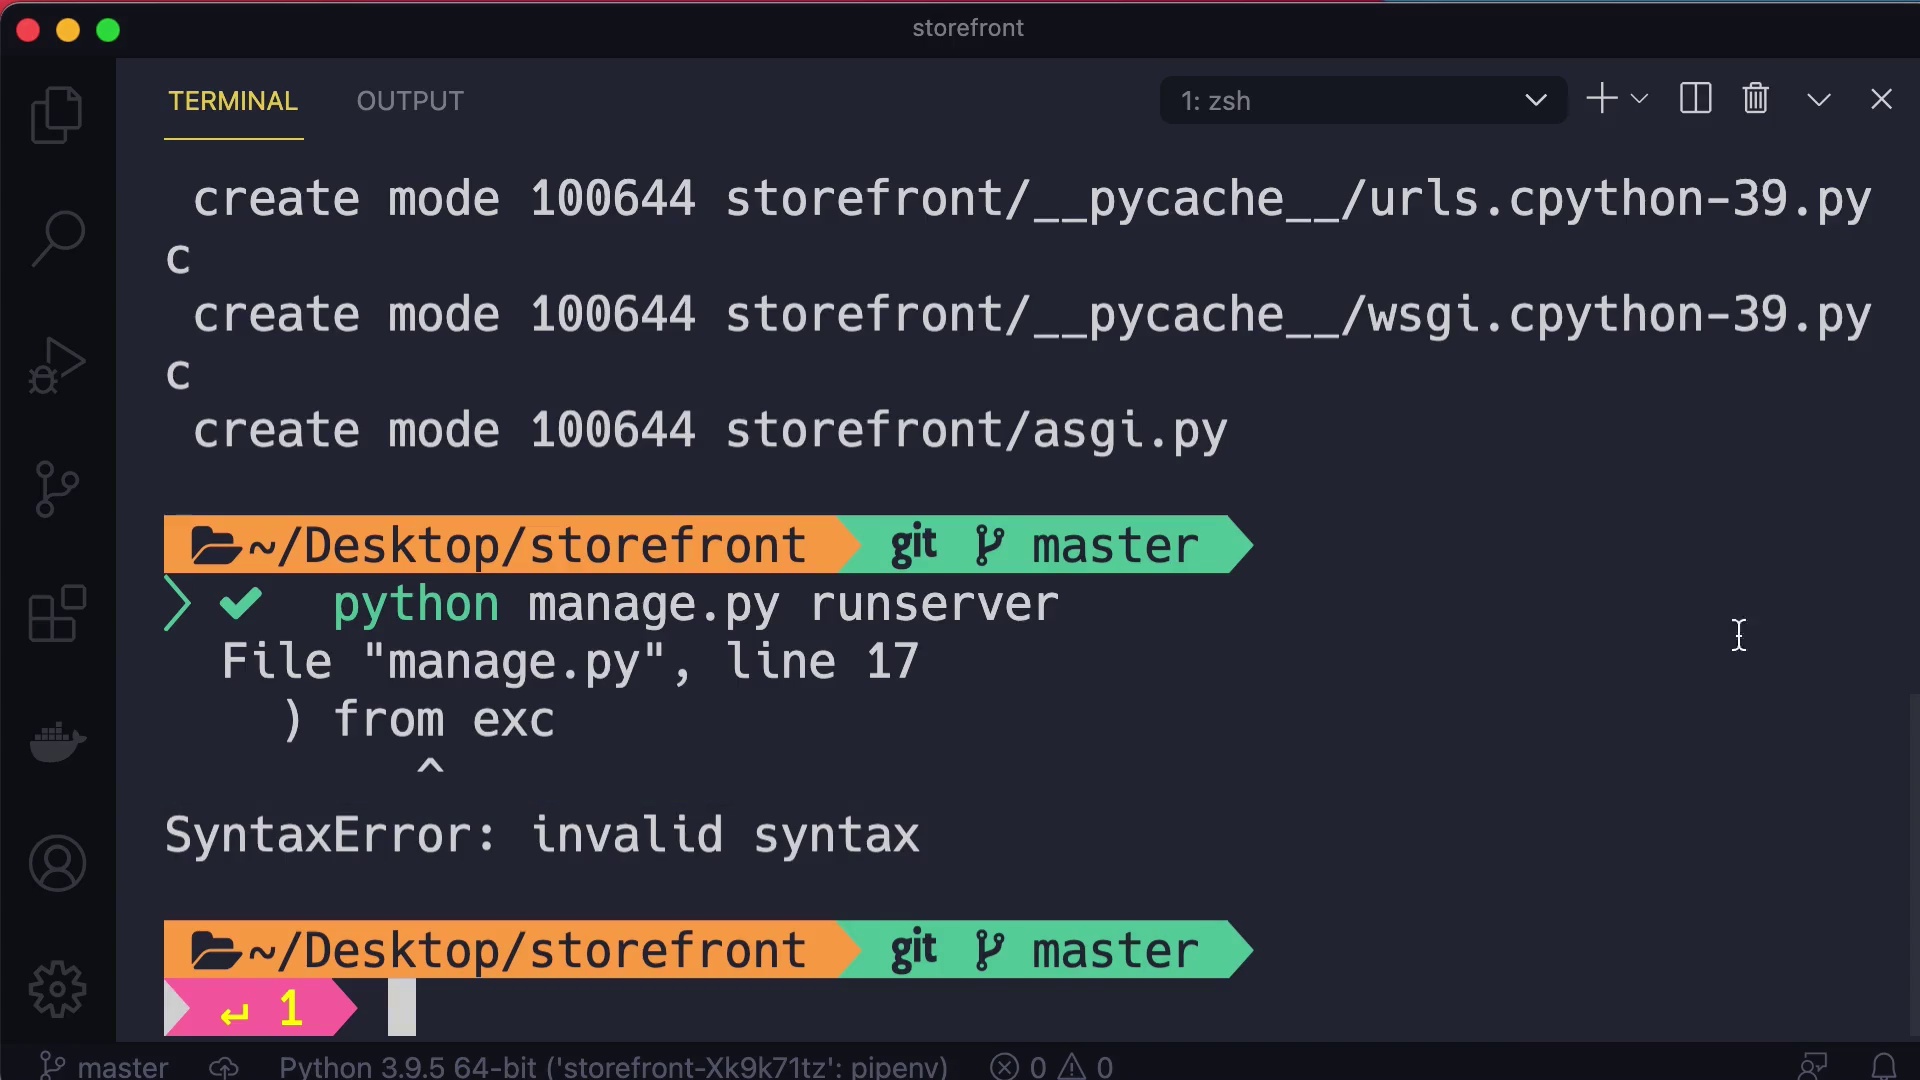 storefront
TERMINAL OUTPUT 1: zsh
create mode 100644 storefront/__pycache__/urls.cpython-39.py
c
create mode 100644 storefront/__pycache__/wsgi.cpython-39.py
c
create mode 100644 storefront/asgi.py
~/Desktop/storefront git master
python manage.py runserver
File "manage.py", line 17
) from exc
^
SyntaxError: invalid syntax
~/Desktop/storefront git master
↵ 1
master Python 3.9.5 64-bit ('storefront-Xk9k71tz': pipenv) 0 0